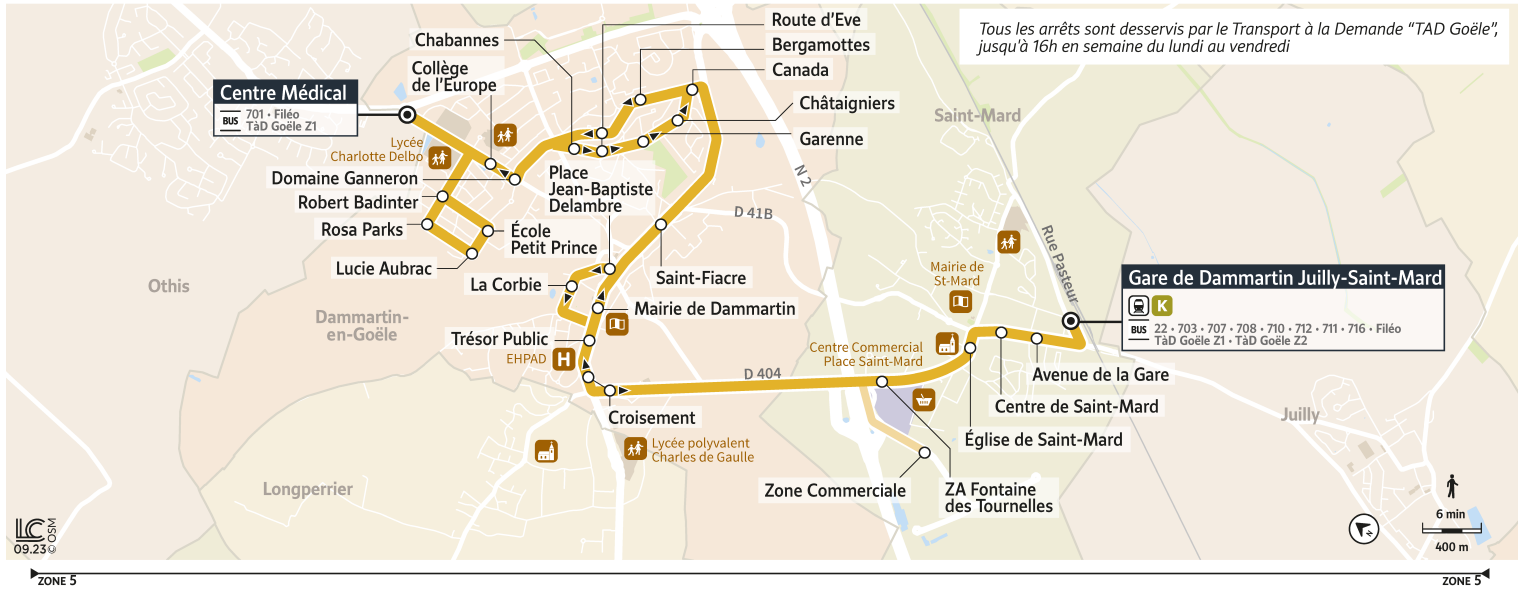 Tous les arrêts sont desservis par le Transport à la Demande “TAD Goële”,
jusqu'à 16h en semaine du lundi au vendredi
Route d’Eve
Chabannes
Bergamottes
Canada
Collège
de l’Europe
Centre Médical
BUS
701 • Filéo
TàD Goële Z1
Châtaigniers
Garenne
Saint-Mard
Lycée
Charlotte Delbo
Domaine Ganneron
Place
Jean-Baptiste
Delambre
N 2
Robert Badinter
D 41B
Rosa Parks
École
Petit Prince
Lucie Aubrac
Rue Pasteur
La Corbie
Saint-Fiacre
Mairie de
St-Mard
Gare de Dammartin Juilly-Saint-Mard
K
BUS
22 • 703 • 707 • 708 • 710 • 712 • 711 • 716 • Filéo
TàD Goële Z1 • TàD Goële Z2
Othis
Dammartin-
en-Goële
Mairie de Dammartin
Trésor Public
EHPAD
H
Centre Commercial
Place Saint-Mard
D 404
Avenue de la Gare
Centre de Saint-Mard
Croisement
Juilly
Église de Saint-Mard
Lycée polyvalent
Charles de Gaulle
Longperrier
Zone Commerciale
ZA Fontaine
des Tournelles
6 min
400 m
LC
09.23
© OSM
ZONE 5
ZONE 5